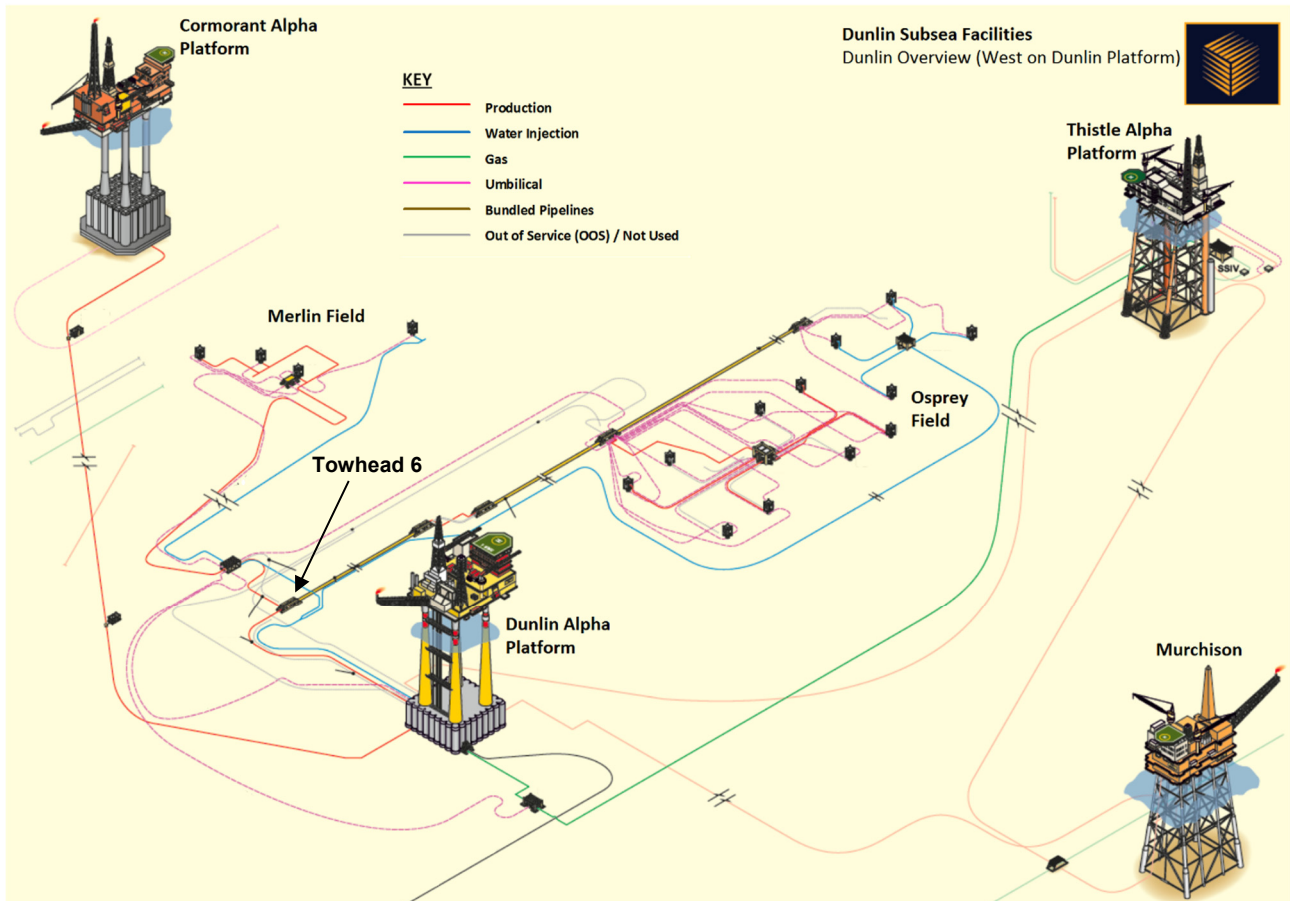 Cormorant Alpha
Platform
Dunlin Subsea Facilities
Dunlin Overview (West on Dunlin Platform)
KEY
Production
Water Injection
Gas
Umbilical
Bundled Pipelines
Out of Service (OOS) / Not Used
Thistle Alpha
Platform
SSIV
Merlin Field
Osprey
Field
Towhead 6
Dunlin Alpha
Platform
Murchison